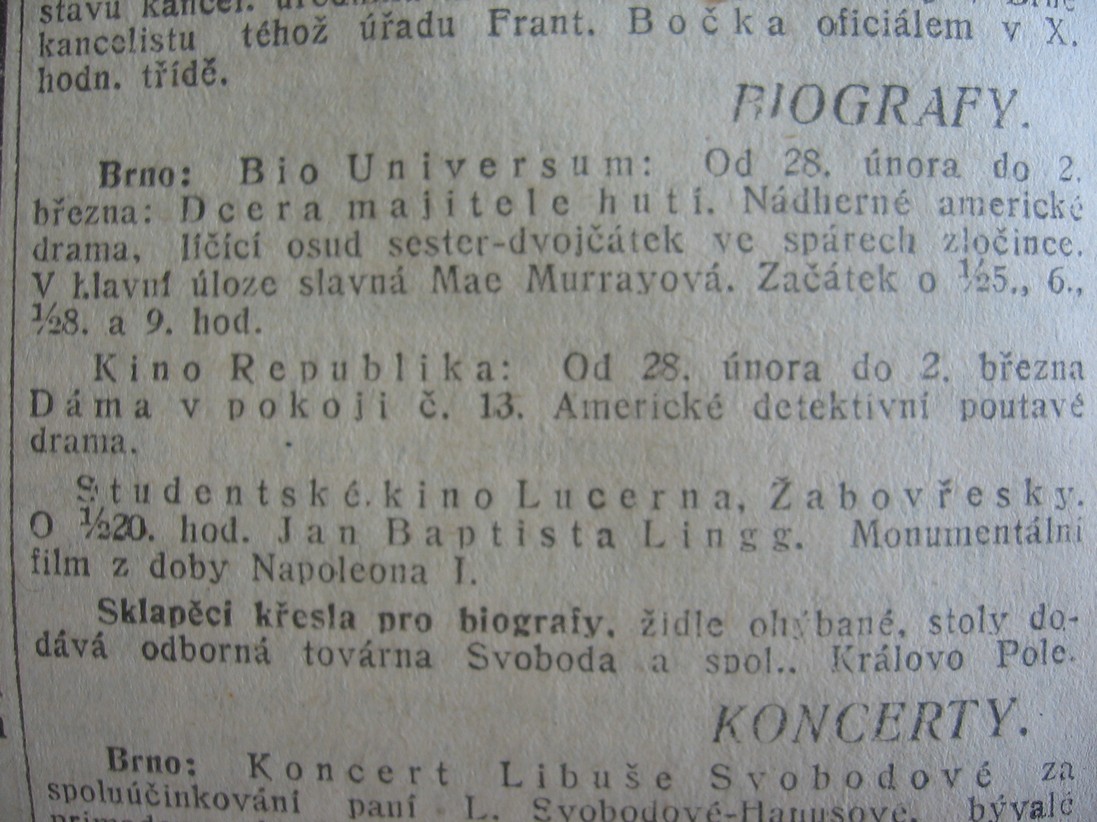 stavu kancel.
kancelistu téhož úřadu Frant. Bočka oficiálem v X.
hodn. třídě.
BIOGRAFY.
Brno: Bio Universum: Od 28. února do 2.
března: Dcera majitele hutí. Nádherné americké
drama, líčící osud sester-dvojčátek ve spárech zločince.
V hlavní úloze slavná Mae Murrayová. Začátek o ½5., 6.,
½8. a 9. hod.
Kino Republika: Od 28. února do 2. března
Dáma v pokoji č. 13. Americké detektivní poutavé
drama.
Studentské kino Lucerna, Žabovřesky.
O ½20. hod. Jan Baptista Lingg. Monumentální
film z doby Napoleona I.
Sklapěcí křesla pro biografy, židle ohýbané, stoly do-
dává odborná továrna Svoboda a spol., Královo Pole.
KONCERTY.
Brno: Koncert Libuše Svobodové za
spoluúčinkování paní L. Svobodové-Hanusové, bývalé